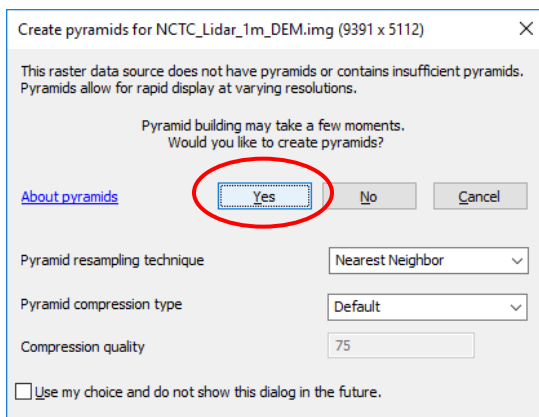 Create pyramids for NCTC_Lidar_1m_DEM.img (9391 x 5112)
This raster data source does not have pyramids or contains insufficient pyramids.
Pyramids allow for rapid display at varying resolutions.
Pyramid building may take a few moments.
Would you like to create pyramids?
About pyramids Yes No Cancel
Pyramid resampling technique Nearest Neighbor
Pyramid compression type Default
Compression quality 75
Use my choice and do not show this dialog in the future.